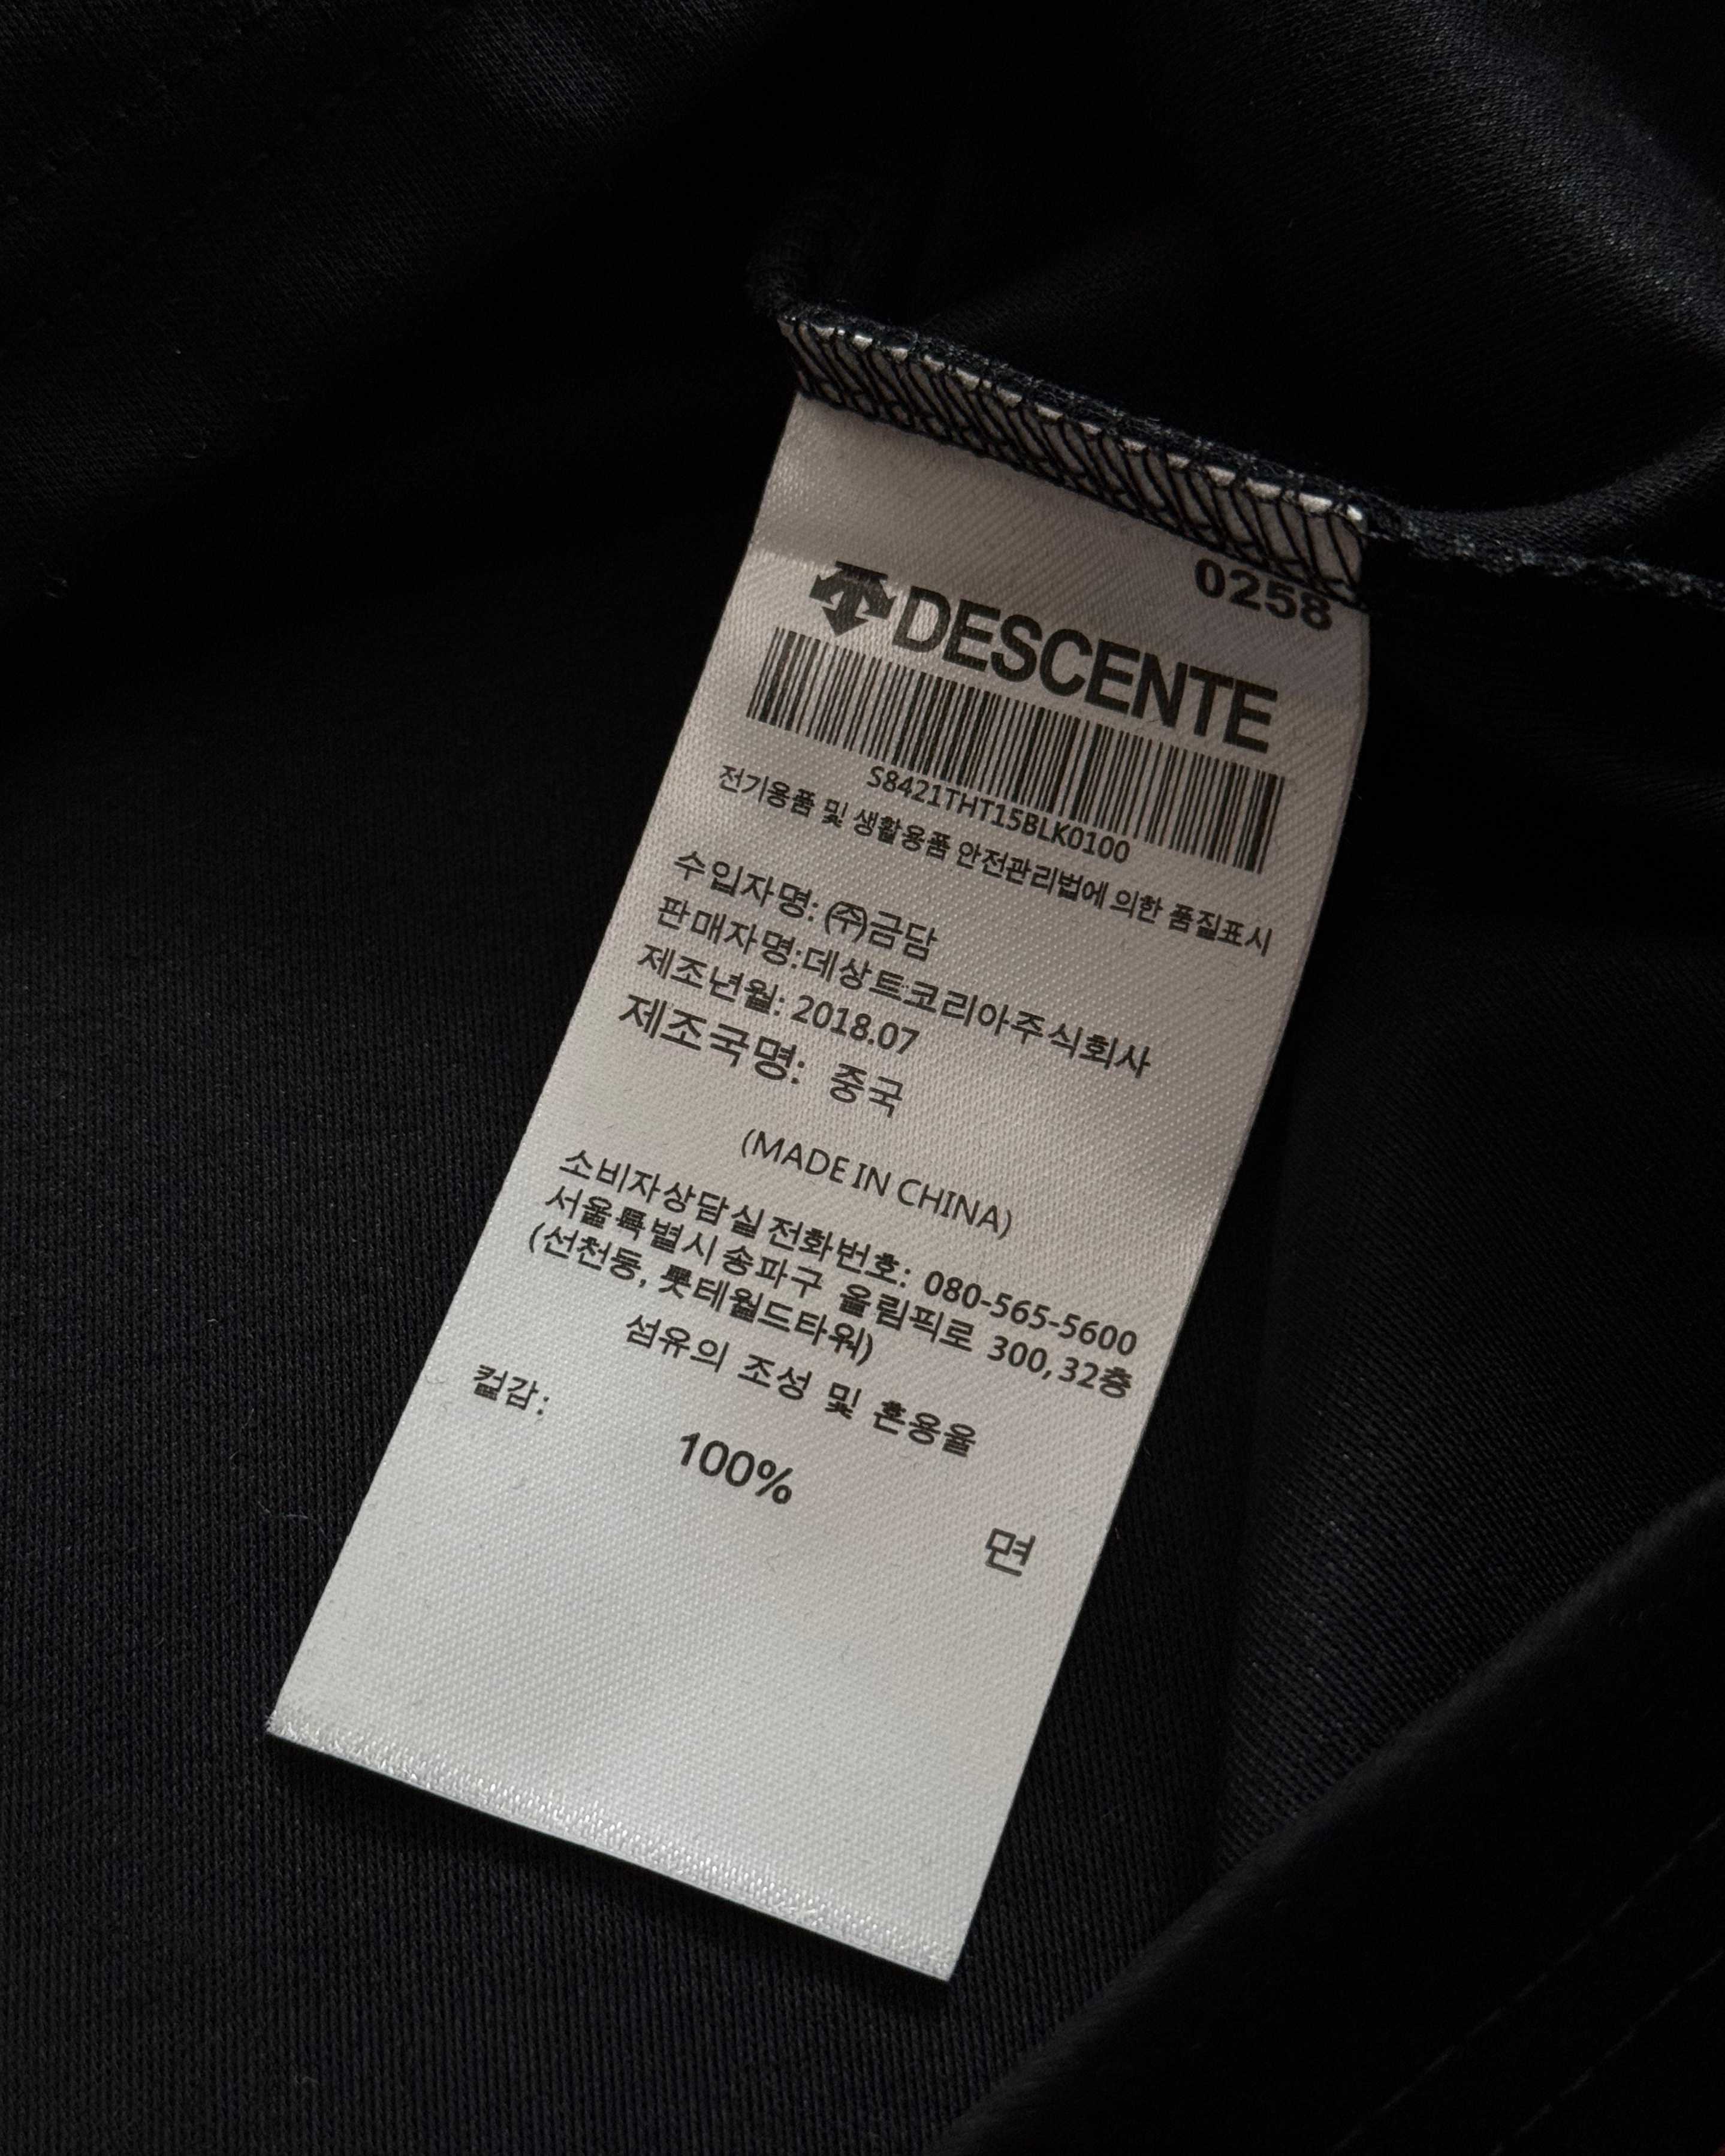 0258
DESCENTE
S8421THT15BLK0100
전기용품 및 생활용품 안전관리법에 의한 품질표시
수입자명: ㈜금담
판매자명:데상트코리아주식회사
제조년월: 2018.07
제조국명: 중국
(MADE IN CHINA)
소비자상담실전화번호: 080-565-5600
서울특별시송파구 올림픽로 300,32층
(선천동, 롯테월드타워)
섬유의 조성 및 혼용율
컵감:
100%
면